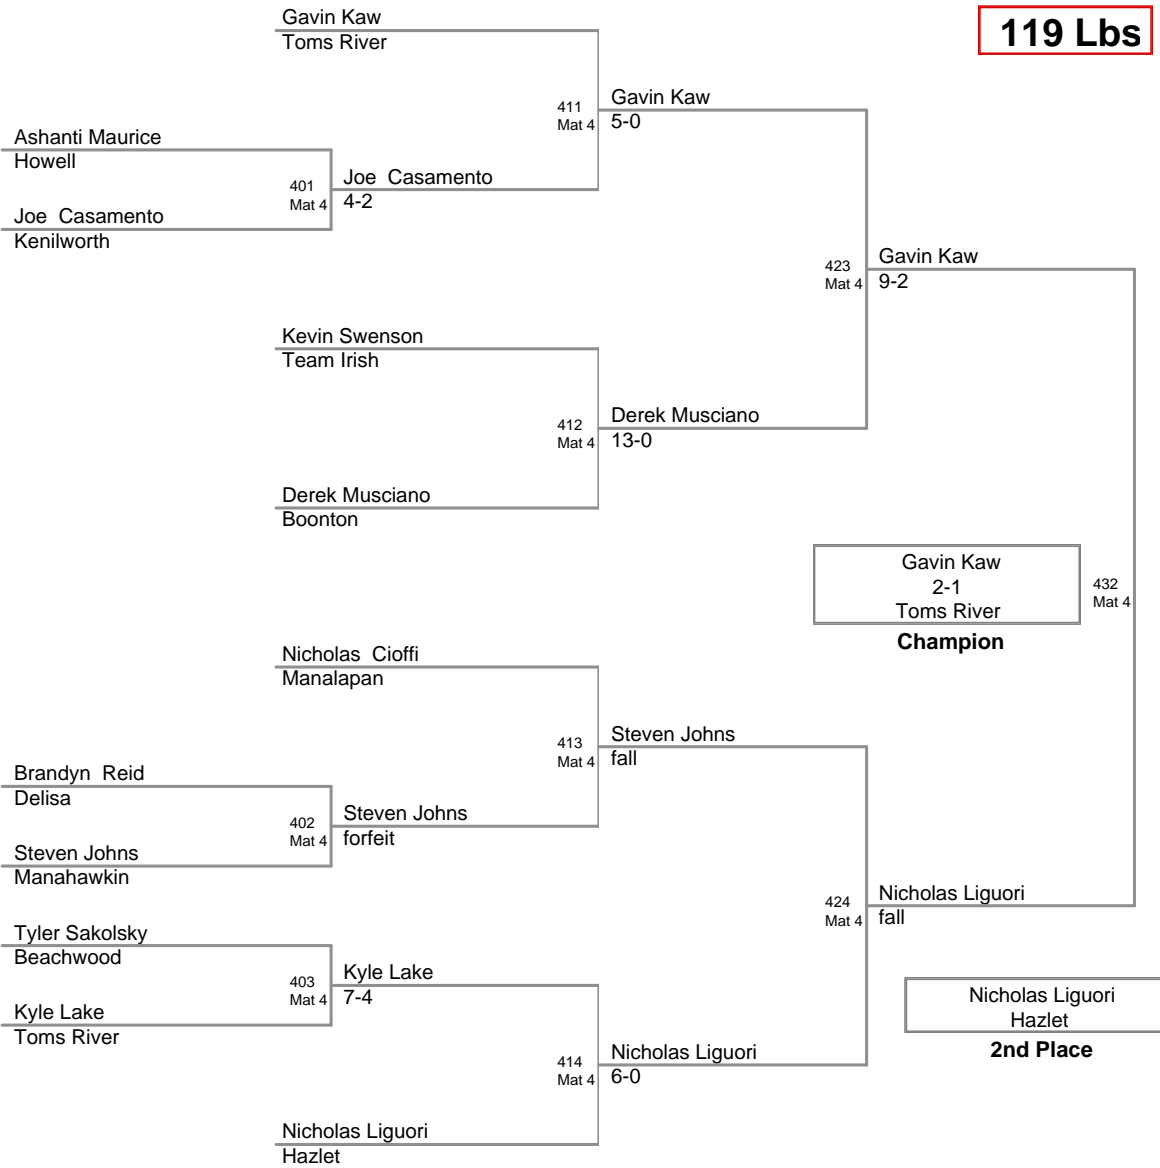 Gavin Kaw
Toms River
119 Lbs
411
Mat 4
Gavin Kaw
5-0
Ashanti Maurice
Howell
401
Mat 4
Joe  Casamento
4-2
Joe  Casamento
Kenilworth
423
Mat 4
Gavin Kaw
9-2
Kevin Swenson
Team Irish
412
Mat 4
Derek Musciano
13-0
Derek Musciano
Boonton
Gavin Kaw
2-1
Toms River
Champion
432
Mat 4
Nicholas  Cioffi
Manalapan
413
Mat 4
Steven Johns
fall
Brandyn  Reid
Delisa
402
Mat 4
Steven Johns
forfeit
Steven Johns
Manahawkin
424
Mat 4
Nicholas Liguori
fall
Tyler Sakolsky
Beachwood
403
Mat 4
Kyle Lake
7-4
Kyle Lake
Toms River
Nicholas Liguori
Hazlet
2nd Place
414
Mat 4
Nicholas Liguori
6-0
Nicholas Liguori
Hazlet